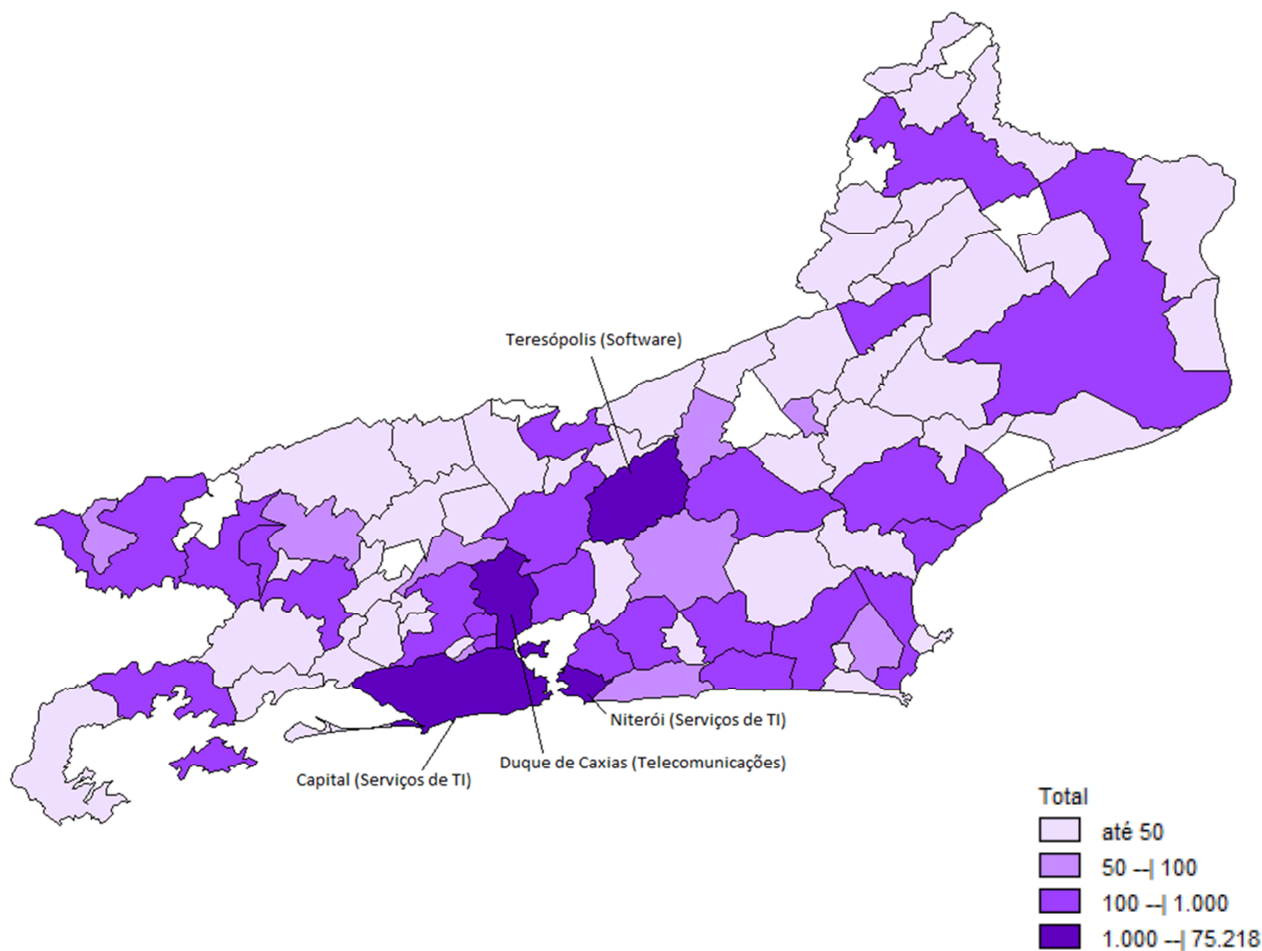 Teresópolis (Software)
Niterói (Serviços de TI)
Duque de Caxias (Telecomunicações)
Capital (Serviços de TI)
Total
até 50
50 --| 100
100 --| 1.000
1.000 --| 75.218